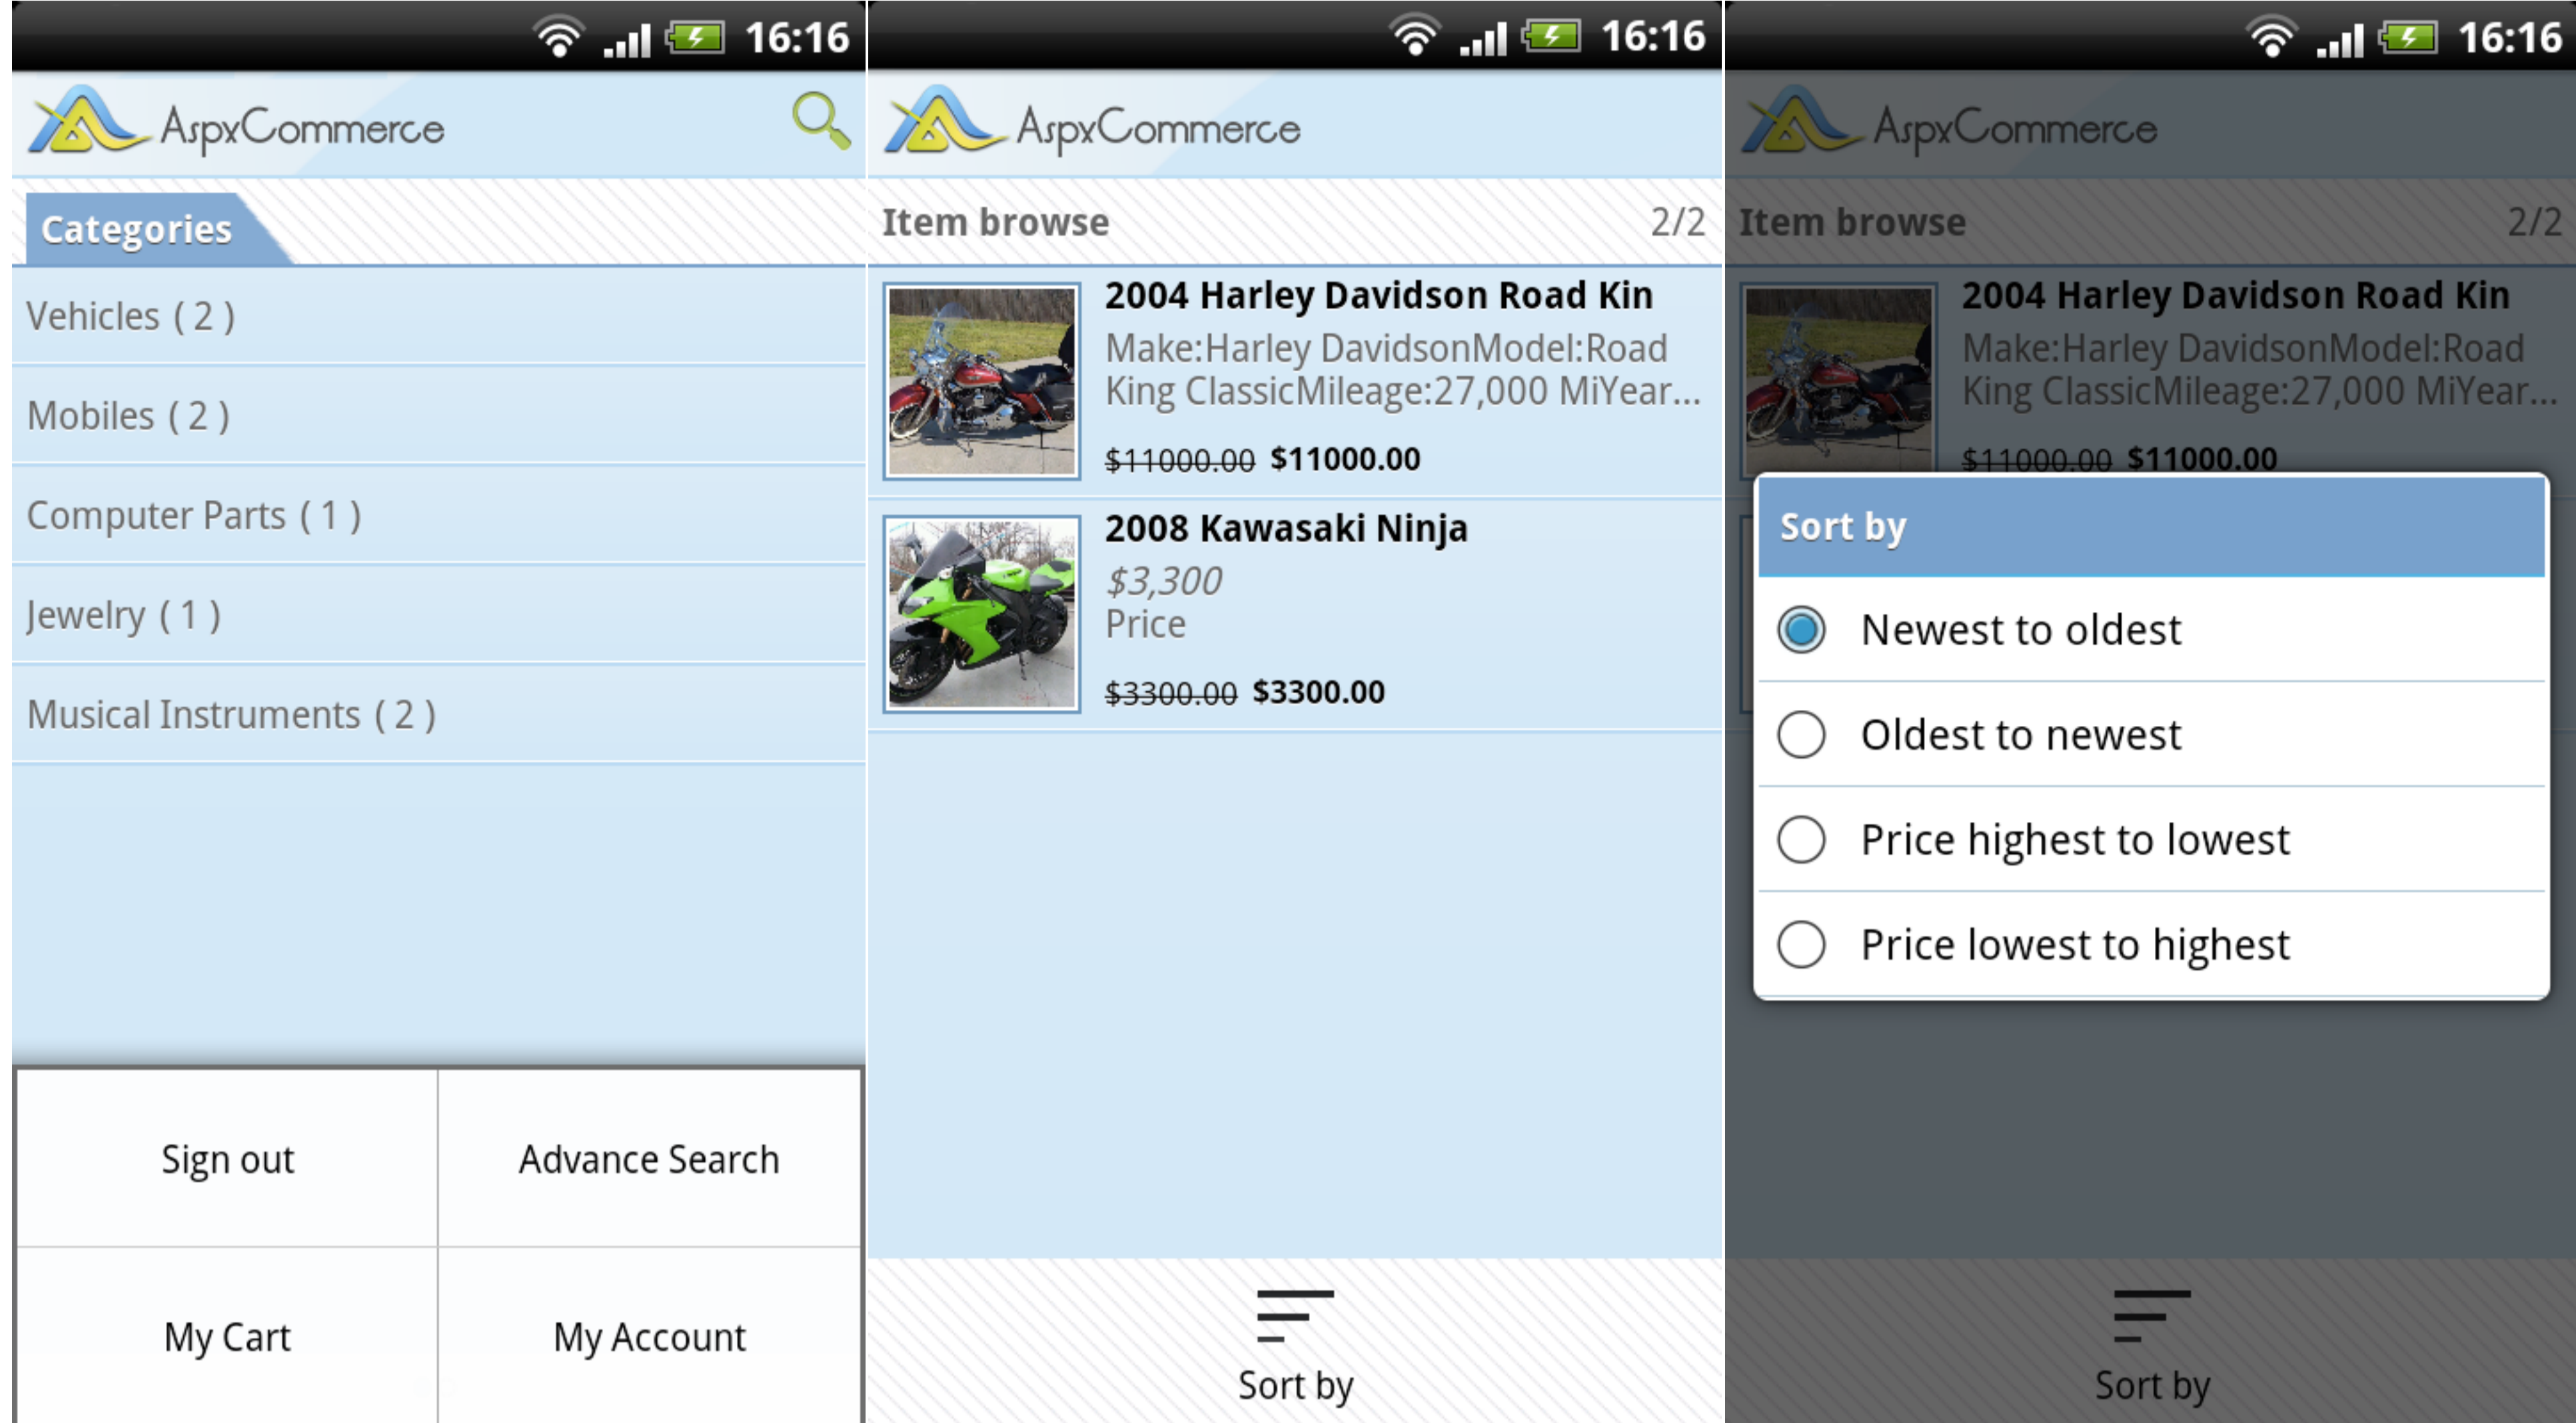 16:16
AspxCommerce
Categories
Vehicles ( 2 )
Mobiles ( 2 )
Computer Parts ( 1 )
Jewelry ( 1 )
Musical Instruments ( 2 )
Sign out
Advance Search
My Cart
My Account
16:16
AspxCommerce
Item browse
2/2
2004 Harley Davidson Road Kin
Make:Harley DavidsonModel:Road
King ClassicMileage:27,000 MiYear...
$11000.00 $11000.00
2008 Kawasaki Ninja
$3,300
Price
$3300.00 $3300.00
Sort by
16:16
AspxCommerce
Item browse
2/2
2004 Harley Davidson Road Kin
Make:Harley DavidsonModel:Road
King ClassicMileage:27,000 MiYear...
$11000.00 $11000.00
Sort by
Newest to oldest
Oldest to newest
Price highest to lowest
Price lowest to highest
Sort by